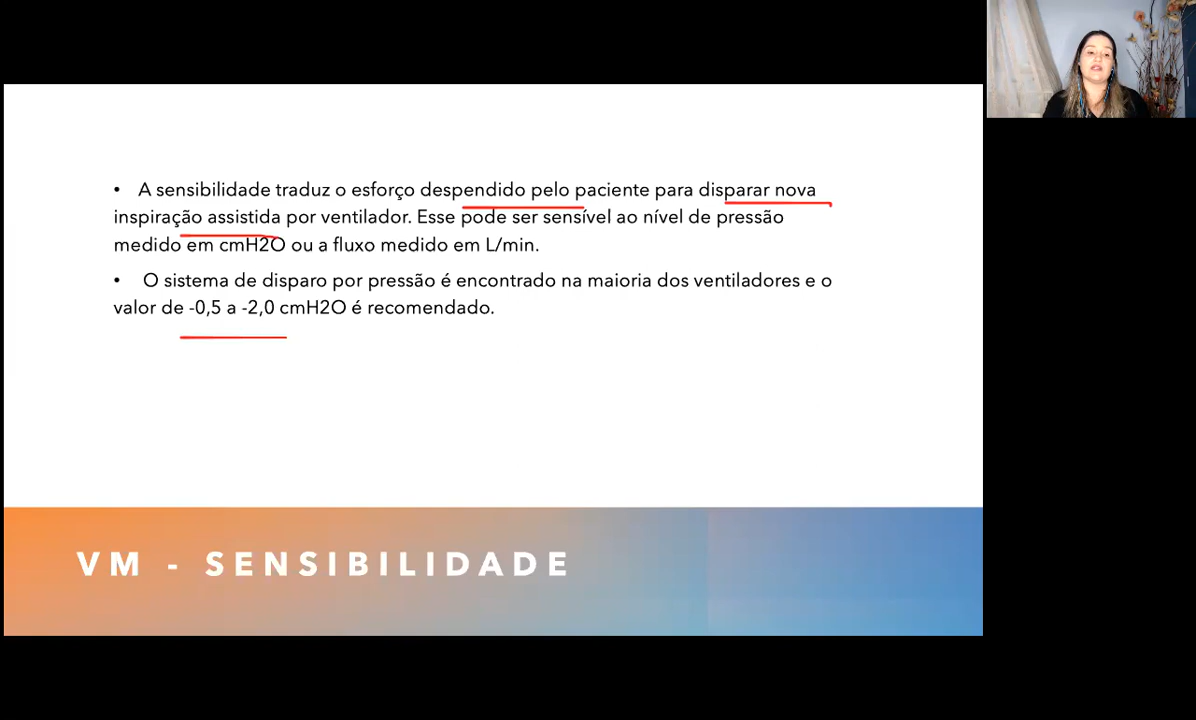 • A sensibilidade traduz o esforço despendido pelo paciente para disparar nova
inspiração assistida por ventilador. Esse pode ser sensível ao nível de pressão
medido em cmH2O ou a fluxo medido em L/min.
• O sistema de disparo por pressão é encontrado na maioria dos ventiladores e o
valor de -0,5 a -2,0 cmH2O é recomendado.
VM - SENSIBILIDADE